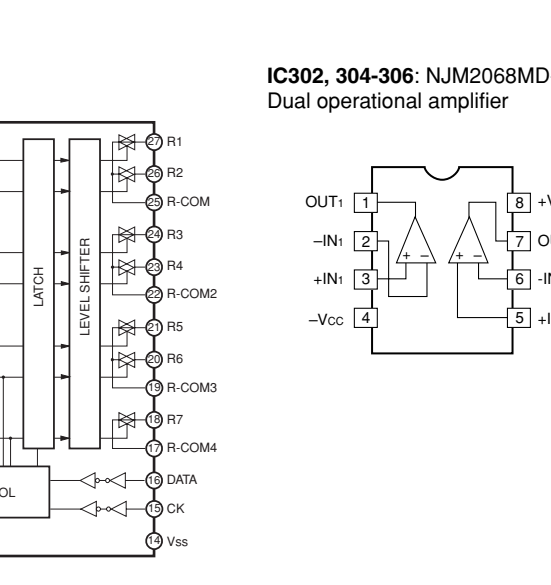 IC302, 304-306: NJM2068MD
Dual operational amplifier
LATCH
LEVEL SHIFTER
27 R1
26 R2
25 R-COM
24 R3
23 R4
22 R-COM2
21 R5
20 R6
19 R-COM3
18 R7
17 R-COM4
16 DATA
15 CK
14 Vss
OL
OUT1 1
–IN1 2
+IN1 3
–VCC 4
8 +V
7 O
6 -IN
5 +I
+ –
+ –